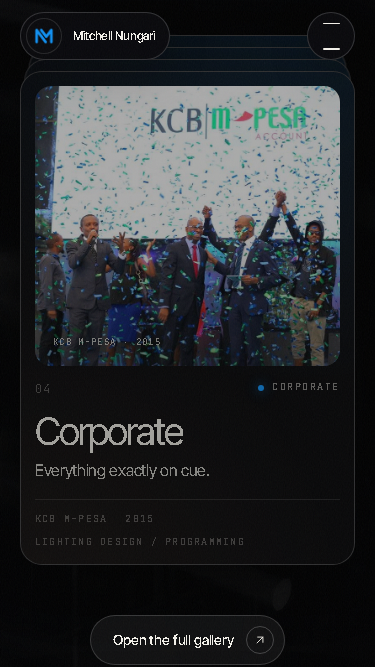 Mitchell Nungari
KCB M-PESA
ACCOUNT
KCB M-PESA · 2015
04
CORPORATE
Corporate
Everything exactly on cue.
KCB M-PESA 2015
LIGHTING DESIGN / PROGRAMMING
Open the full gallery